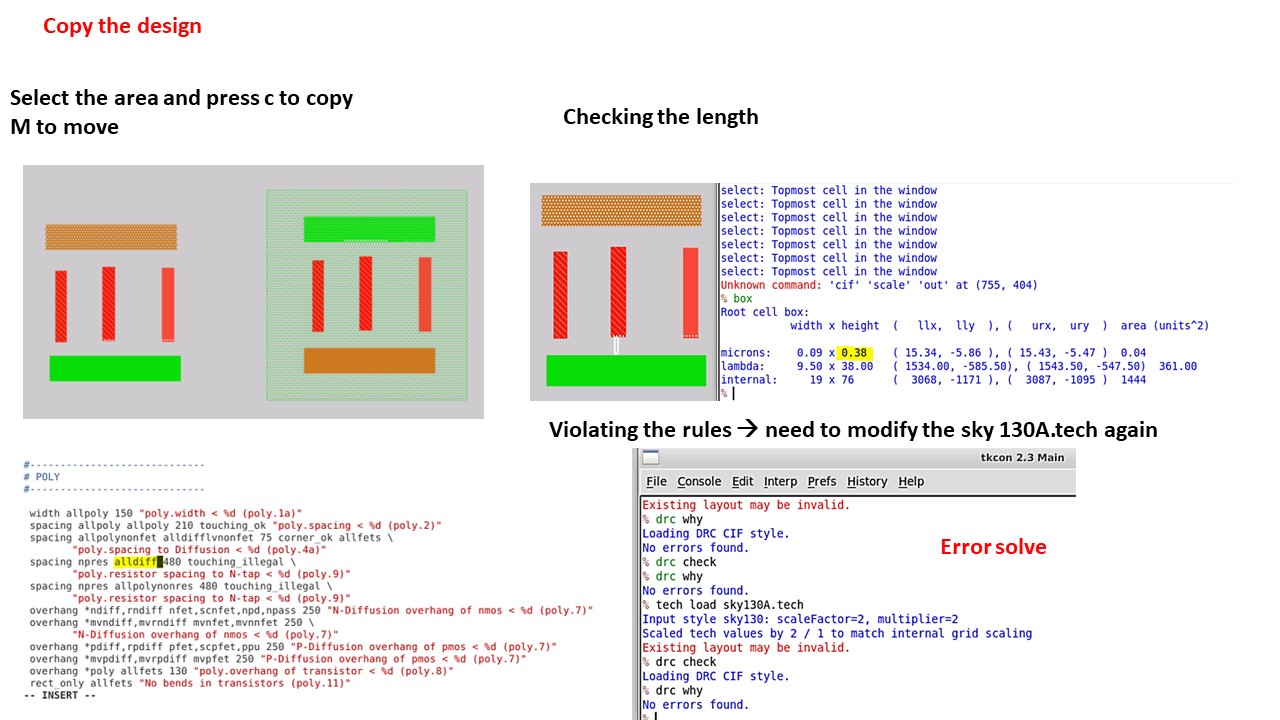 Copy the design
Select the area and press c to copy
M to move
Checking the length
select: Topmost cell in the window
select: Topmost cell in the window
select: Topmost cell in the window
select: Topmost cell in the window
select: Topmost cell in the window
select: Topmost cell in the window
select: Topmost cell in the window
Unknown command: 'cif' 'scale' 'out' at (755, 404)
% box
Root cell box:
width x height ( llx, lly ), ( urx, ury ) area (units^2)
microns: 0.09 x 0.38 ( 15.34, -5.86 ), ( 15.43, -5.47 ) 0.04
lambda: 9.50 x 38.00 ( 1534.00, -585.50), ( 1543.50, -547.50) 361.00
internal: 19 x 76 ( 3068, -1171 ), ( 3087, -1095 ) 1444
%
Violating the rules → need to modify the sky 130A.tech again
#-----------------------------
# POLY
#-----------------------------
width allpoly 150 "poly.width < %d (poly.1a)"
spacing allpoly allpoly 210 touching_ok "poly.spacing < %d (poly.2)"
spacing allpolynonfet alldifflvnonfet 75 corner_ok allfets \
"poly.spacing to Diffusion < %d (poly.4a)"
spacing npres alldiff 480 touching_illegal \
"poly.resistor spacing to N-tap < %d (poly.9)"
spacing npres allpolynonres 480 touching_illegal \
"poly.resistor spacing to N-tap < %d (poly.9)"
overhang *ndiff,rndiff nfet,scnfet,npd,npass 250 "N-Diffusion overhang of nmos < %d (poly.7)"
overhang *mvndiff,mvrndiff mvnfet,mvnnfet 250 \
"N-Diffusion overhang of nmos < %d (poly.7)"
overhang *pdiff,rpdiff pfet,scpfet,ppu 250 "P-Diffusion overhang of pmos < %d (poly.7)"
overhang *mvpdiff,mvrpdiff mvpfet 250 "P-Diffusion overhang of pmos < %d (poly.7)"
overhang *poly allfets 130 "poly.overhang of transistor < %d (poly.8)"
rect_only allfets "No bends in transistors (poly.11)"
-- INSERT --
tkcon 2.3 Main
File Console Edit Interp Prefs History Help
Existing layout may be invalid.
% drc why
Loading DRC CIF style.
No errors found.
% drc check
% drc why
No errors found.
% tech load sky130A.tech
Input style sky130: scaleFactor=2, multiplier=2
Scaled tech values by 2 / 1 to match internal grid scaling
Existing layout may be invalid.
% drc check
Loading DRC CIF style.
% drc why
No errors found.
%
Error solve